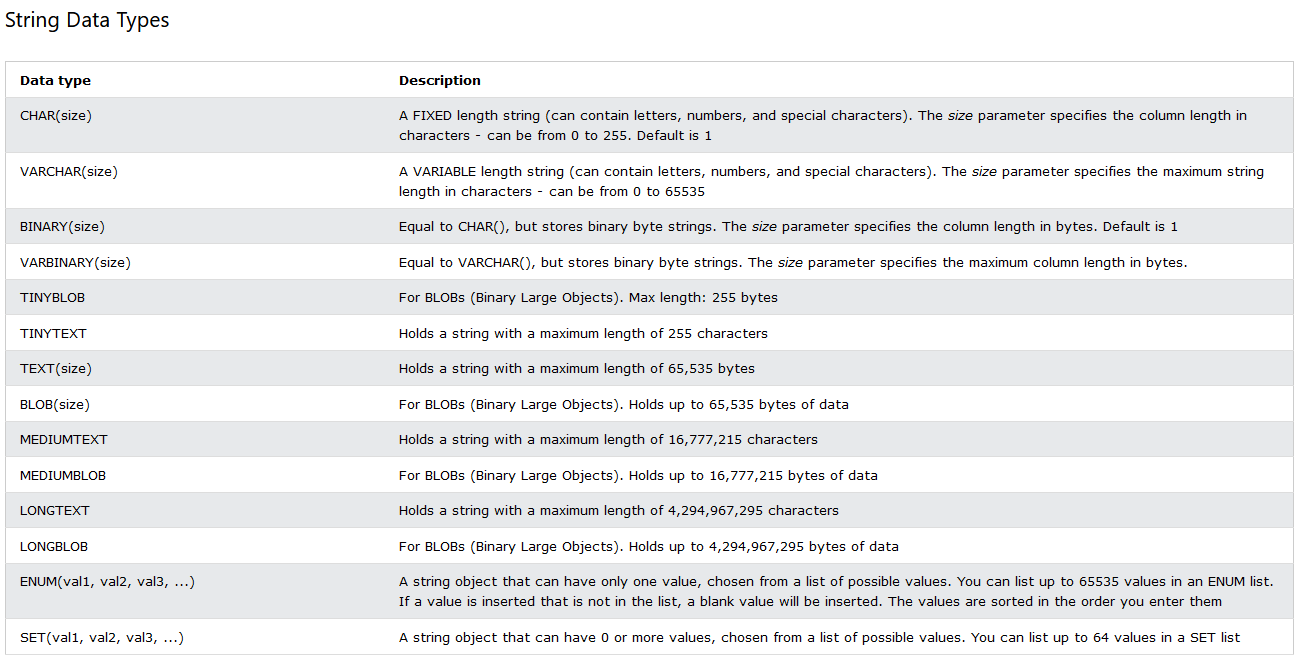 String Data Types
Data type Description
CHAR(size) A FIXED length string (can contain letters, numbers, and special characters). The size parameter specifies the column length in
characters - can be from 0 to 255. Default is 1
VARCHAR(size) A VARIABLE length string (can contain letters, numbers, and special characters). The size parameter specifies the maximum string
length in characters - can be from 0 to 65535
BINARY(size) Equal to CHAR(), but stores binary byte strings. The size parameter specifies the column length in bytes. Default is 1
VARBINARY(size) Equal to VARCHAR(), but stores binary byte strings. The size parameter specifies the maximum column length in bytes.
TINYBLOB For BLOBs (Binary Large Objects). Max length: 255 bytes
TINYTEXT Holds a string with a maximum length of 255 characters
TEXT(size) Holds a string with a maximum length of 65,535 bytes
BLOB(size) For BLOBs (Binary Large Objects). Holds up to 65,535 bytes of data
MEDIUMTEXT Holds a string with a maximum length of 16,777,215 characters
MEDIUMBLOB For BLOBs (Binary Large Objects). Holds up to 16,777,215 bytes of data
LONGTEXT Holds a string with a maximum length of 4,294,967,295 characters
LONGBLOB For BLOBs (Binary Large Objects). Holds up to 4,294,967,295 bytes of data
ENUM(val1, val2, val3, ...) A string object that can have only one value, chosen from a list of possible values. You can list up to 65535 values in an ENUM list.
If a value is inserted that is not in the list, a blank value will be inserted. The values are sorted in the order you enter them
SET(val1, val2, val3, ...) A string object that can have 0 or more values, chosen from a list of possible values. You can list up to 64 values in a SET list